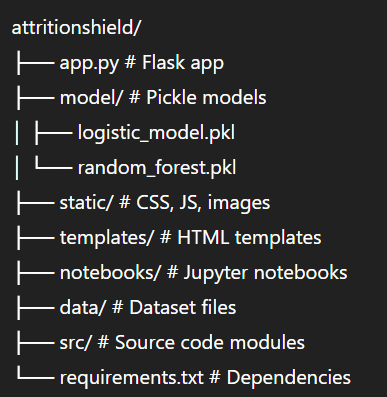 attritionshield/
├── app.py # Flask app
├── model/ # Pickle models
│ ├── logistic_model.pkl
│ └── random_forest.pkl
├── static/ # CSS, JS, images
├── templates/ # HTML templates
├── notebooks/ # Jupyter notebooks
├── data/ # Dataset files
├── src/ # Source code modules
└── requirements.txt # Dependencies